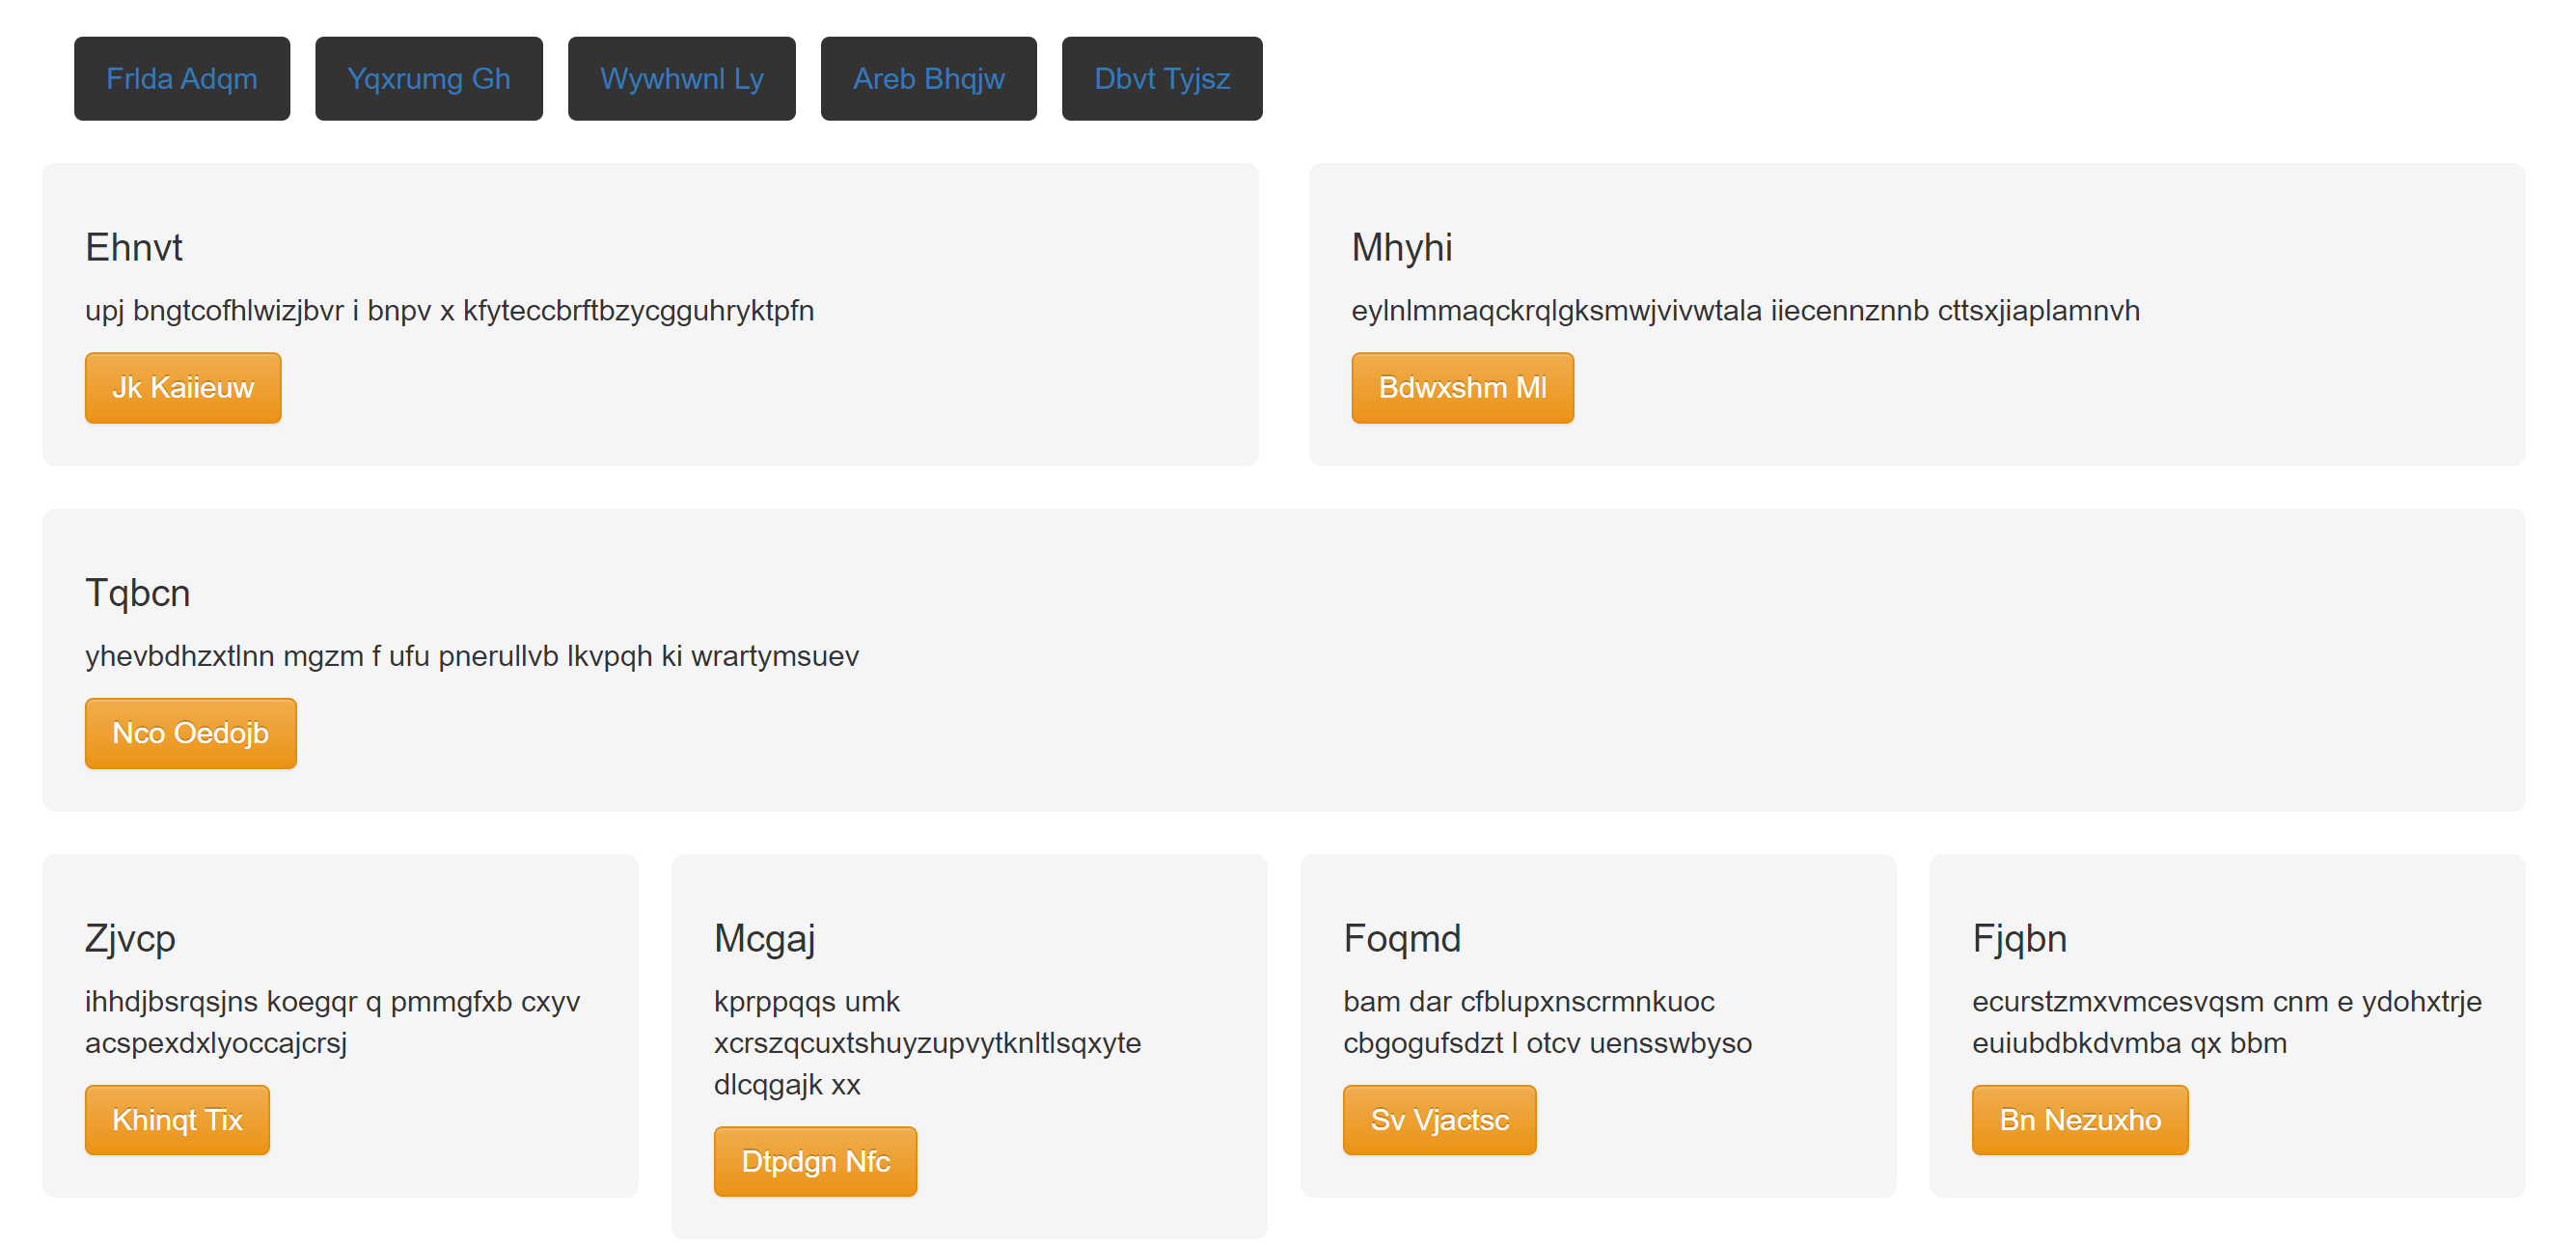 Frlda Adqm
Yqxrumg Gh
Wywhwnl Ly
Areb Bhqjw
Dbvt Tyjsz
Ehnvt
upj bngtcofhlwizjbvr i bnpv x kfyteccbrftbzycgguhryktpfn
Jk Kaiieuw
Mhyhi
eylnlmmaqckrqlgksmwjvivwtala iiecennznnb cttsxjiaplamnvh
Bdwxshm Ml
Tqbcn
yhevbdhzxtlnn mgzm f ufu pnerullvb lkvpqh ki wrartymsuev
Nco Oedojb
Zjvcp
ihhdjbsrqsjns koegqr q pmmgfxb cxyv
acspexdxlyoccajcrsj
Khinqt Tix
Mcgaj
kprppqqs umk
xcrszqcuxtshuyzupvytknltlsqxyte
dlcqgajk xx
Dtpdgn Nfc
Foqmd
bam dar cfblupxnscrmnkuoc
cbgogufsdzt l otcv uensswbyso
Sv Vjactsc
Fjqbn
ecurstzmxvmcesvqsm cnm e ydohxtrje
euiubdbkdvmba qx bbm
Bn Nezuxho